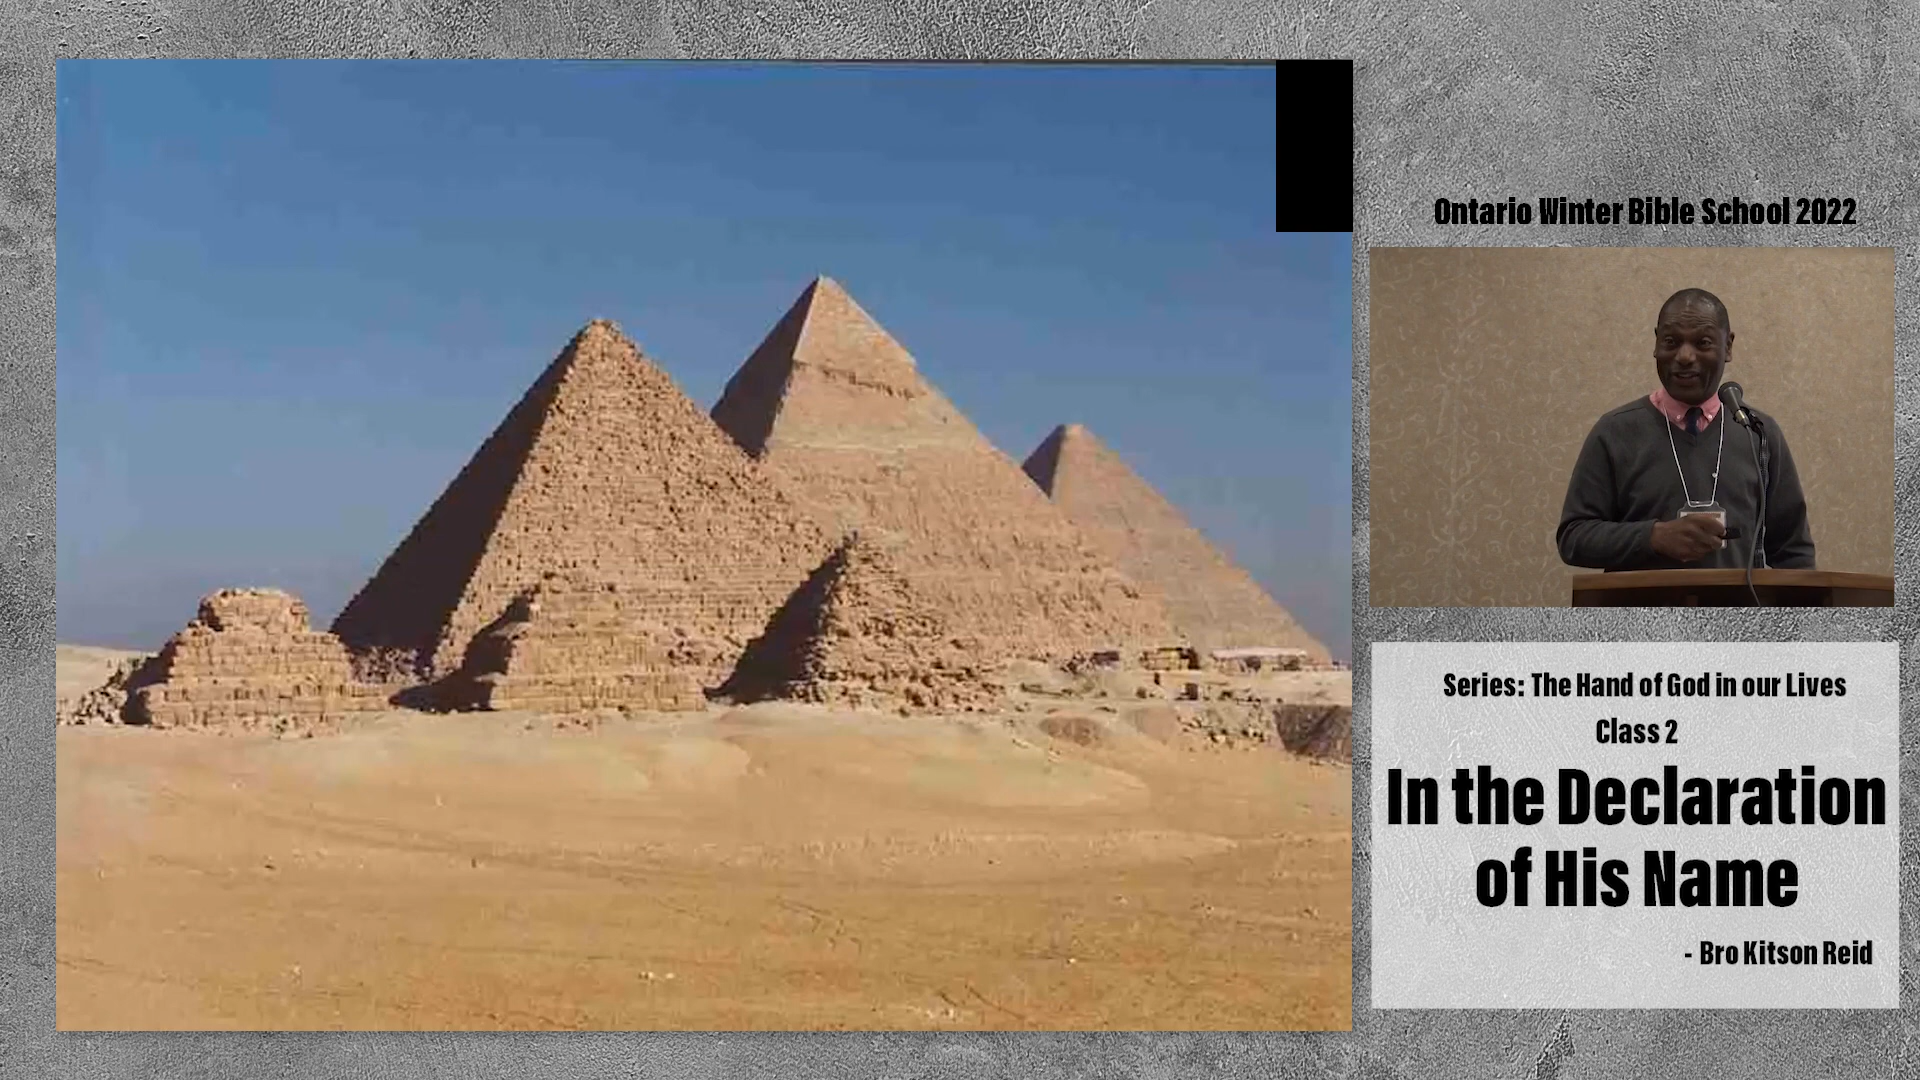 Ontario Winter Bible School 2022
Series: The Hand of God in our Lives
Class 2
In the Declaration
of His Name
- Bro Kitson Reid